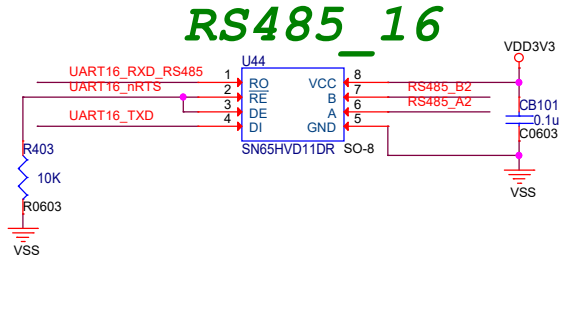 RS485_16
U44
VDD3V3
UART16_RXD_RS485
1
RO
VCC
8
UART16_nRTS
2
RE
B
7
RS485_B2
3
DE
A
6
RS485_A2
UART16_TXD
4
DI
GND
5
SN65HVD11DR
SO-8
CB101
0.1u
C0603
R403
10K
R0603
VSS
VSS